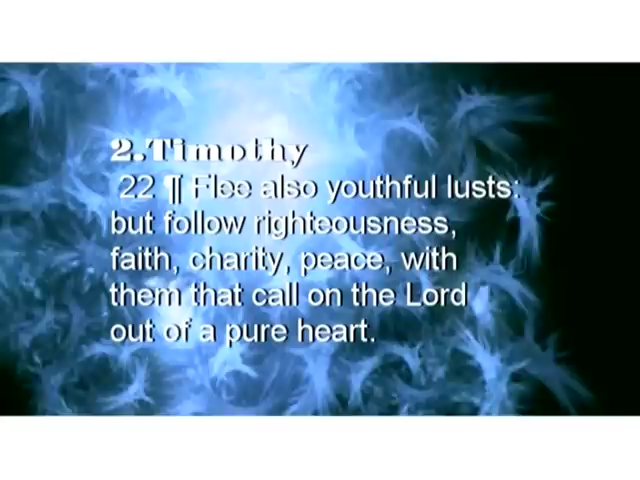 2.Timothy
22 ¶ Flee also youthful lusts:
but follow righteousness,
faith, charity, peace, with
them that call on the Lord
out of a pure heart.